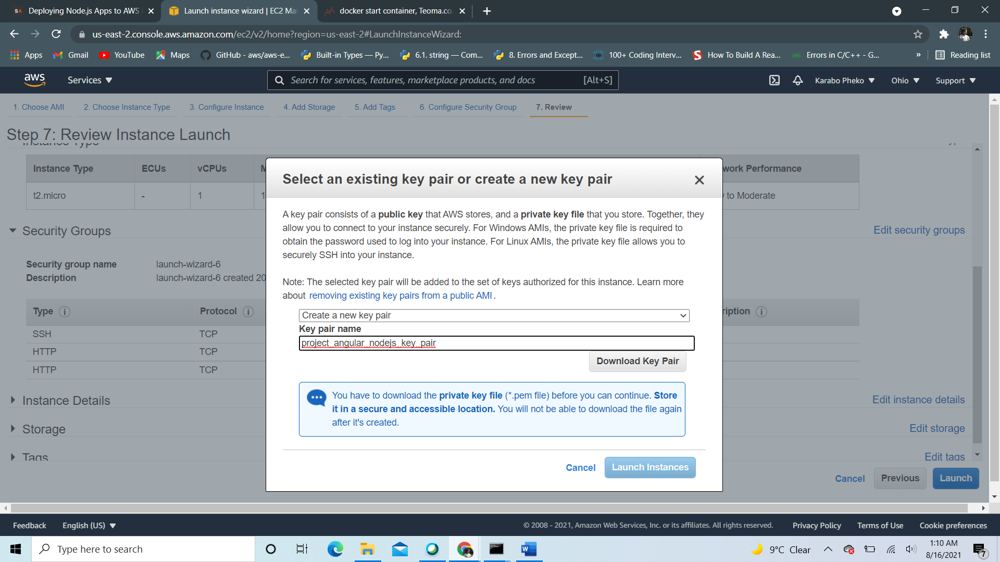 Deploying Node.js Apps to AWS
Launch instance wizard | EC2 Ma
docker start container, Teoma.co
us-east-2.console.aws.amazon.com/ec2/v2/home?region=us-east-2#LaunchInstanceWizard:
Apps
Gmail
YouTube
Maps
GitHub - aws/aws-e...
Built-in Types — Py...
6.1. string — Com...
8. Errors and Except...
100+ Coding Interv...
How To Build A Rea...
Errors in C/C++ - G...
»
Reading list
aws
Services
Search for services, features, marketplace products, and docs
[Alt+S]
Karabo Pheko
Ohio
Support
1. Choose AMI
2. Choose Instance Type
3. Configure Instance
4. Add Storage
5. Add Tags
6. Configure Security Group
7. Review
Step 7: Review Instance Launch
Instance Type
ECUs
vCPUs
M
work Performance
t2.micro
-
1
1
to Moderate
Security Groups
Edit security groups
Security group name
launch-wizard-6
Description
launch-wizard-6 created 20
Type
Protocol
ription
SSH
TCP
HTTP
TCP
HTTP
TCP
Instance Details
Edit instance details
Storage
Edit storage
Tags
Edit tags
Select an existing key pair or create a new key pair
A key pair consists of a public key that AWS stores, and a private key file that you store. Together, they
allow you to connect to your instance securely. For Windows AMIs, the private key file is required to
obtain the password used to log into your instance. For Linux AMIs, the private key file allows you to
securely SSH into your instance.
Note: The selected key pair will be added to the set of keys authorized for this instance. Learn more
about removing existing key pairs from a public AMI.
Create a new key pair
Key pair name
project_angular_nodejs_key_pair
Download Key Pair
You have to download the private key file (*.pem file) before you can continue. Store
it in a secure and accessible location. You will not be able to download the file again
after it's created.
Cancel
Launch Instances
Cancel
Previous
Launch
Feedback
English (US)
© 2008 - 2021, Amazon Web Services, Inc. or its affiliates. All rights reserved.
Privacy Policy
Terms of Use
Cookie preferences
Type here to search
9°C Clear
1:10 AM
8/16/2021
7